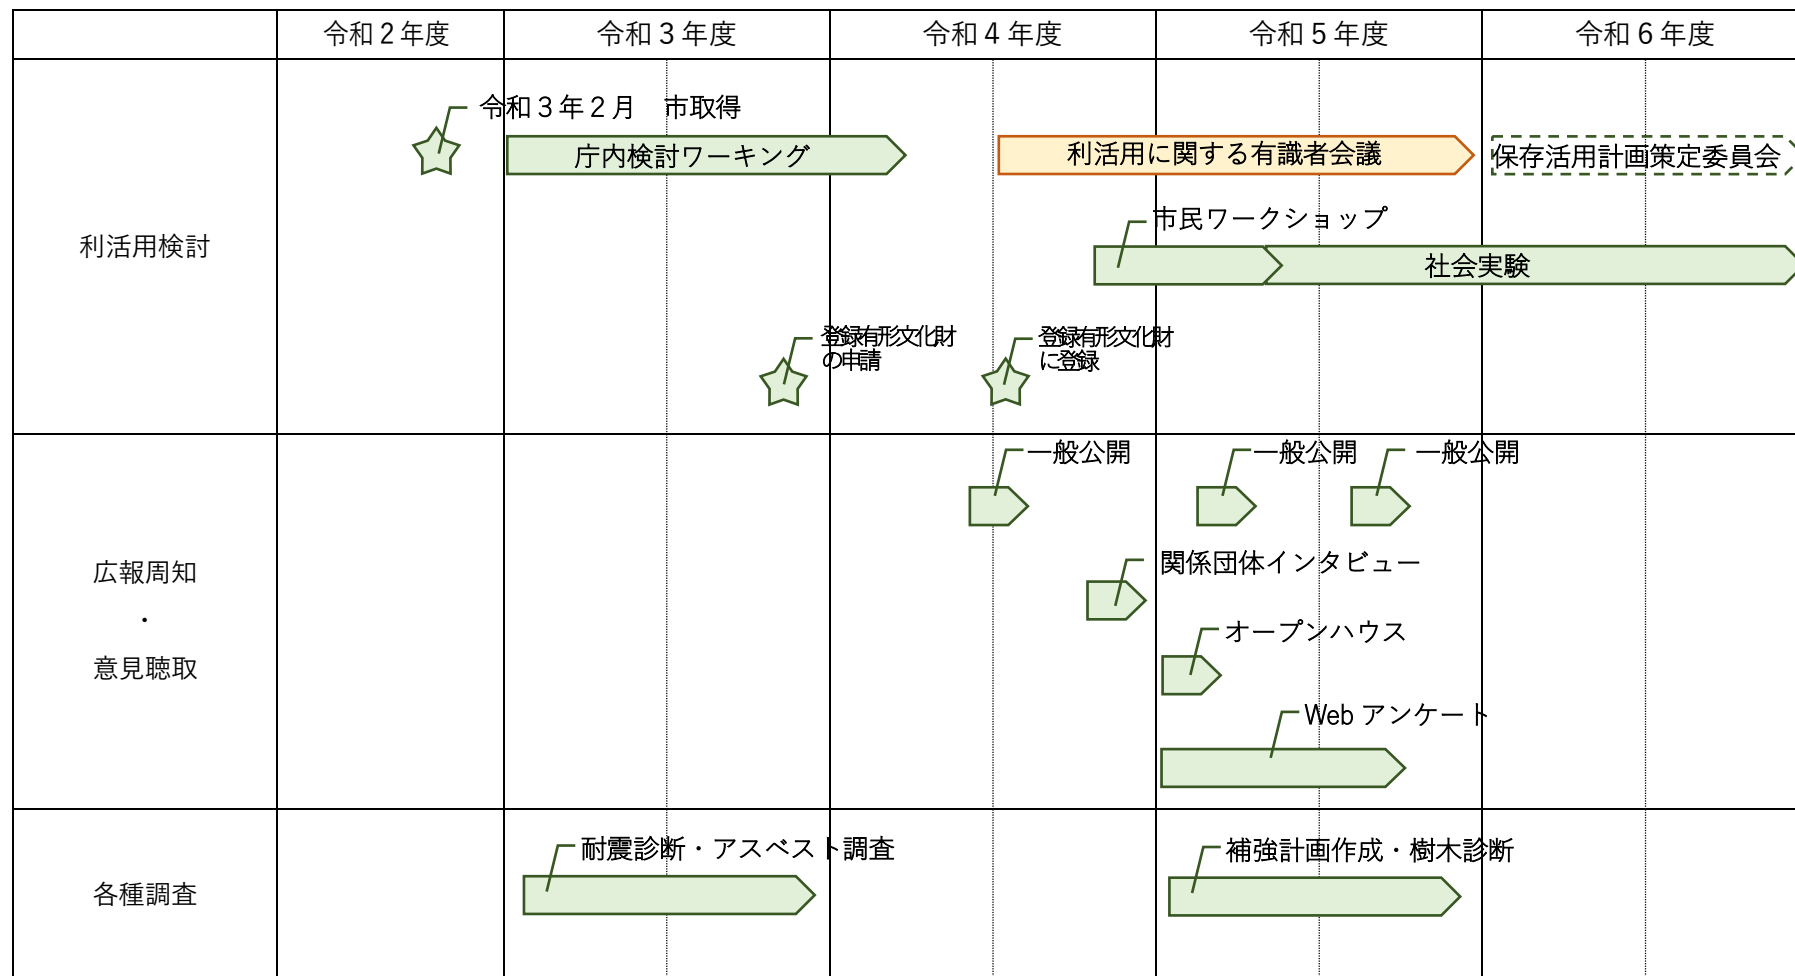 令和２年度
令和３年度
令和４年度
令和５年度
令和６年度
利活用検討
令和３年２月　市取得
庁内検討ワーキング
利活用に関する有識者会議
保存活用計画策定委員会
市民ワークショップ
社会実験
登録有形文化財
の申請
登録有形文化財
に登録
広報周知
・
意見聴取
一般公開
一般公開
一般公開
関係団体インタビュー
オープンハウス
Web アンケート
各種調査
耐震診断・アスベスト調査
補強計画作成・樹木診断